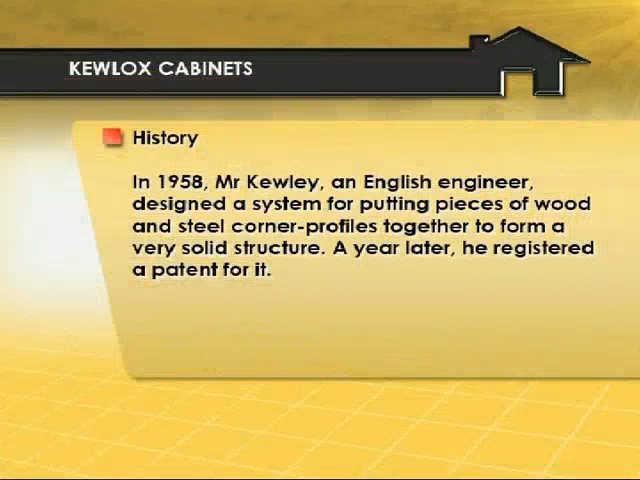 KEWLOX CABINETS
History
In 1958, Mr Kewley, an English engineer,
designed a system for putting pieces of wood
and steel corner-profiles together to form a
very solid structure. A year later, he registered
a patent for it.